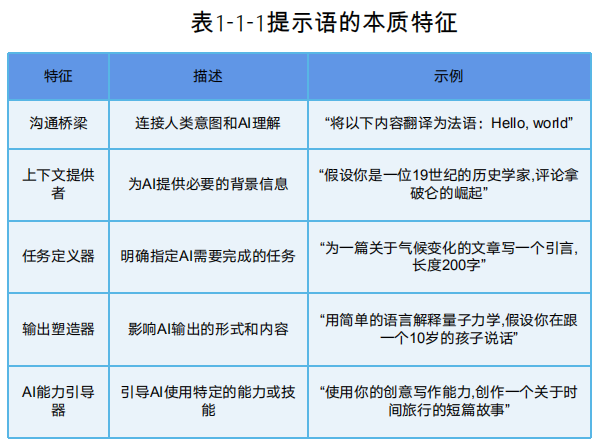 表1-1-1提示语的本质特征
特征 描述 示例
沟通桥梁 连接人类意图和AI理解 “将以下内容翻译为法语：Hello, world”
上下文提供
者
为AI提供必要的背景信息
“假设你是一位19世纪的历史学家,评论拿
破仑的崛起”
任务定义器 明确指定AI需要完成的任务
“为一篇关于气候变化的文章写一个引言,
长度200字”
输出塑造器 影响AI输出的形式和内容
“用简单的语言解释量子力学,假设你在跟
一个10岁的孩子说话”
AI能力引导
器
引导AI使用特定的能力或技
能
“使用你的创意写作能力,创作一个关于时
间旅行的短篇故事”